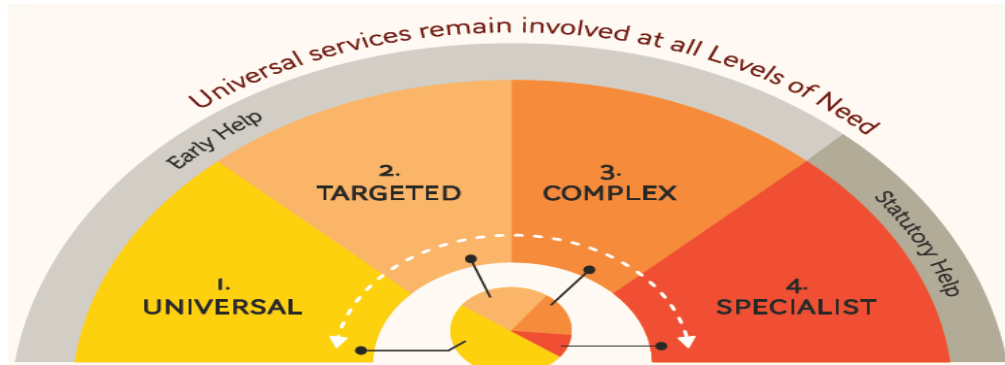 Universal services remain involved at all Levels of Need
Early Help
2.
TARGETED
3.
COMPLEX
Statutory Help
1.
UNIVERSAL
4.
SPECIALIST